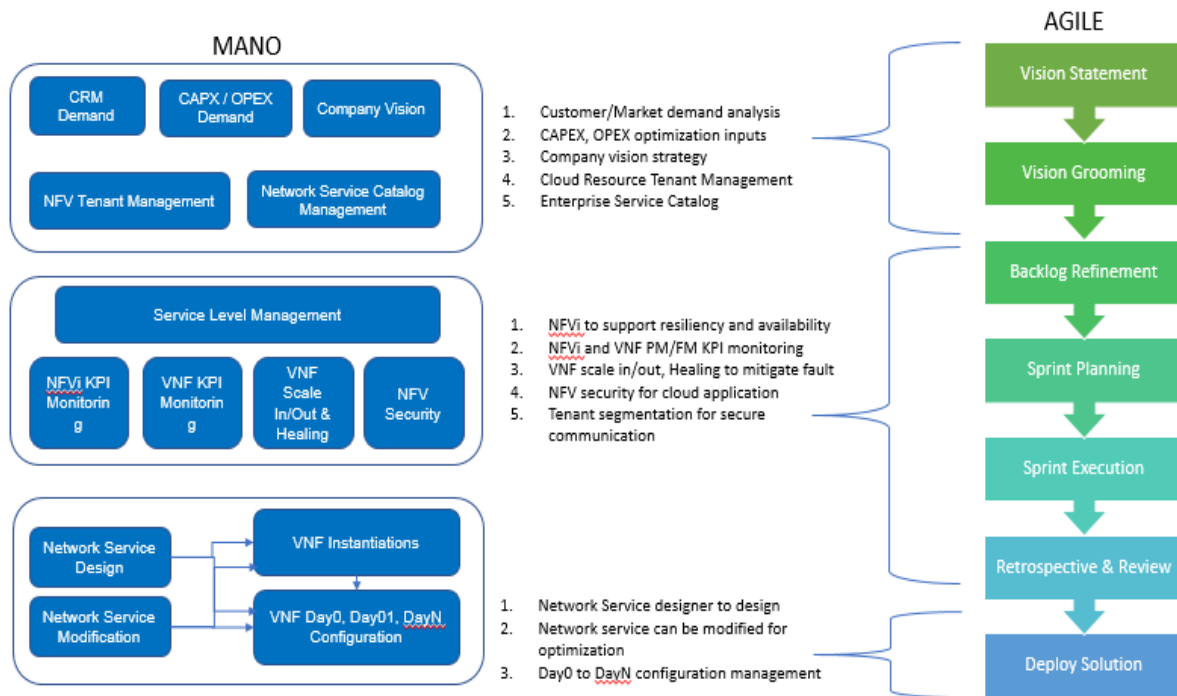 MANO
CRM
Demand
CAPX / OPEX
Demand
Company Vision
NFV Tenant Management
Network Service Catalog
Management
1. Customer/Market demand analysis
2. CAPEX, OPEX optimization inputs
3. Company vision strategy
4. Cloud Resource Tenant Management
5. Enterprise Service Catalog
Service Level Management
NFVi KPI
Monitorin
g
VNF KPI
Monitorin
g
VNF
Scale
In/Out &
Healing
NFV
Security
1. NFVi to support resiliency and availability
2. NFVi and VNF PM/FM KPI monitoring
3. VNF scale in/out, Healing to mitigate fault
4. NFV security for cloud application
5. Tenant segmentation for secure
communication
Network Service
Design
Network Service
Modification
VNF Instantiations
VNF Day0, Day01, DayN
Configuration
1. Network Service designer to design
2. Network service can be modified for
optimization
3. Day0 to DayN configuration management
AGILE
Vision Statement
Vision Grooming
Backlog Refinement
Sprint Planning
Sprint Execution
Retrospective & Review
Deploy Solution